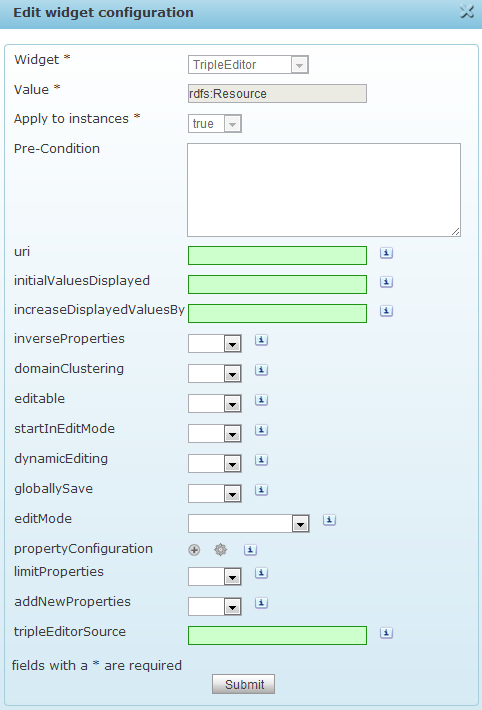 Edit widget configuration
Widget * TripleEditor
Value * rdfs:Resource
Apply to instances * true
Pre-Condition
uri
initialValuesDisplayed
increaseDisplayedValuesBy
inverseProperties
domainClustering
editable
startInEditMode
dynamicEditing
globallySave
editMode
propertyConfiguration
limitProperties
addNewProperties
tripleEditorSource
fields with a * are required
Submit